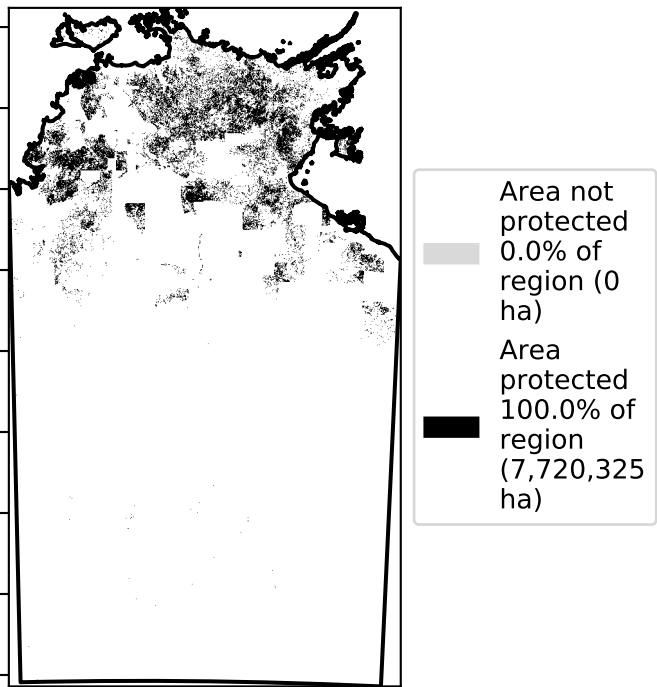 Area not
protected
0.0% of
region (0
ha)
Area
protected
100.0% of
region
(7,720,325
ha)